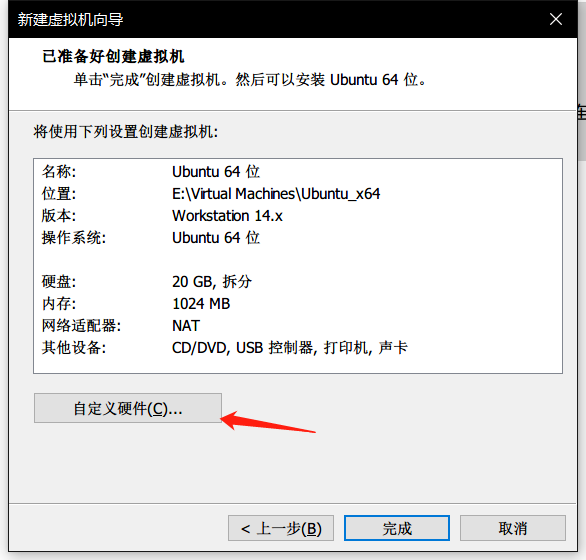 新建虚拟机向导
已准备好创建虚拟机
单击“完成”创建虚拟机。然后可以安装 Ubuntu 64 位。
将使用下列设置创建虚拟机:
名称: Ubuntu 64 位
位置: E:\Virtual Machines\Ubuntu_x64
版本: Workstation 14.x
操作系统: Ubuntu 64 位
硬盘: 20 GB, 拆分
内存: 1024 MB
网络适配器: NAT
其他设备: CD/DVD, USB 控制器, 打印机, 声卡
自定义硬件(C)...
< 上一步(B) 完成 取消